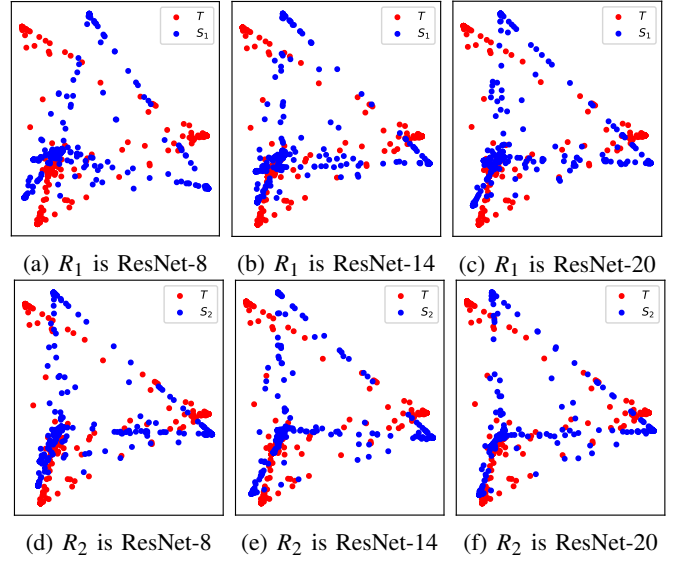 T
S₁
T
S₁
T
S₁
(a) R₁ is ResNet-8
(b) R₁ is ResNet-14
(c) R₁ is ResNet-20
T
S₂
T
S₂
T
S₂
(d) R₂ is ResNet-8
(e) R₂ is ResNet-14
(f) R₂ is ResNet-20